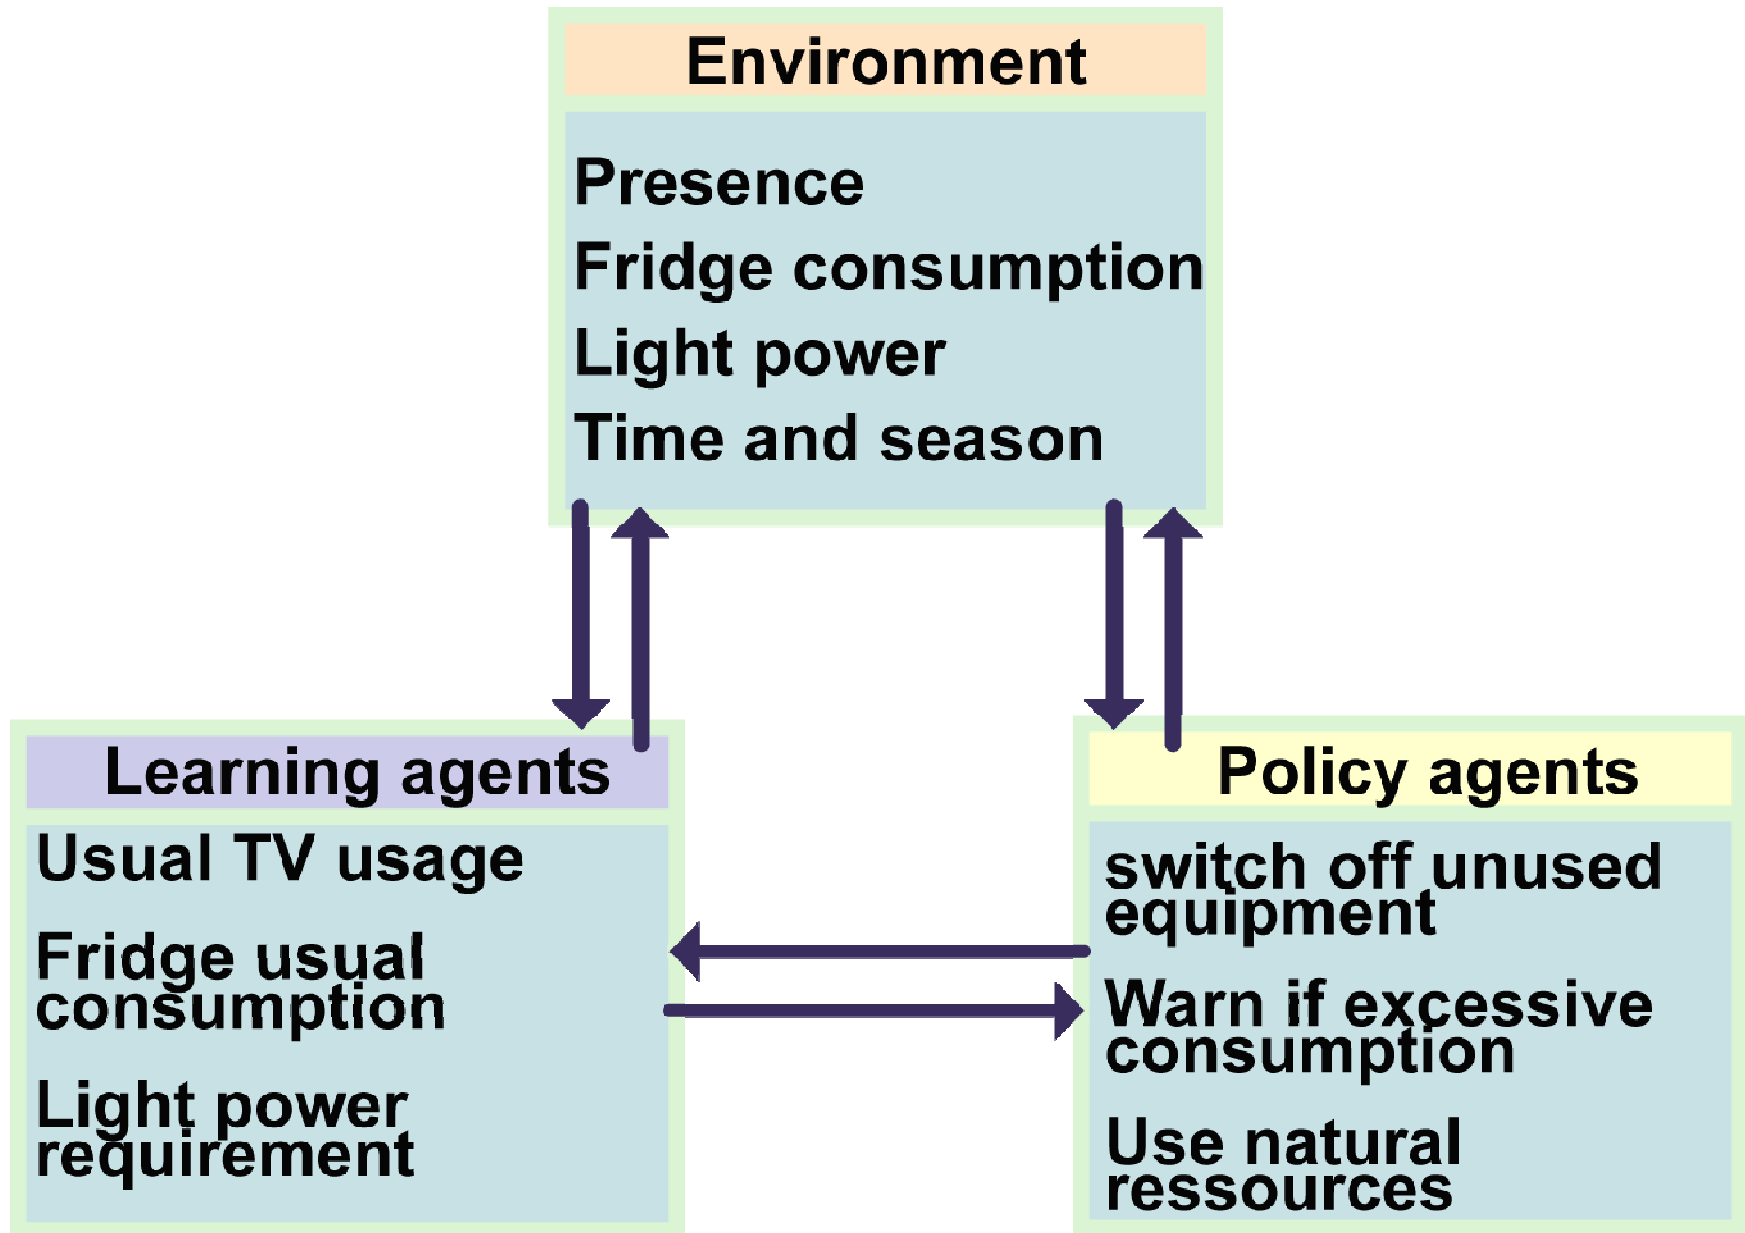 Environment
Presence
Fridge consumption
Light power
Time and season
Learning agents
Usual TV usage
Fridge usual
consumption
Light power
requirement
Policy agents
switch off unused
equipment
Warn if excessive
consumption
Use natural
ressources